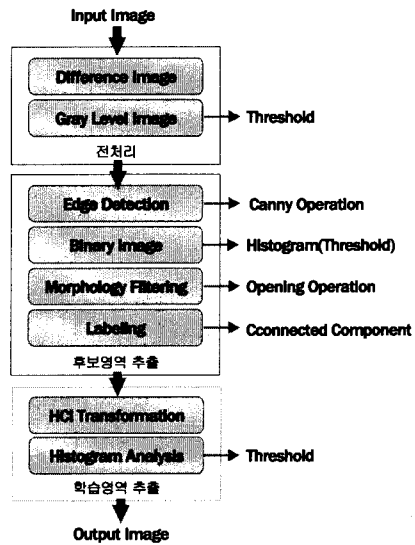 Input Image
Difference Image
Gray Level Image
Threshold
전처리
Edge Detection
Canny Operation
Binary Image
Histogram(Threshold)
Morphology Filtering
Opening Operation
Labeling
Cconnected Component
후보영역 추출
HCI Transformation
Histogram Analysis
Threshold
학습영역 추출
Output Image